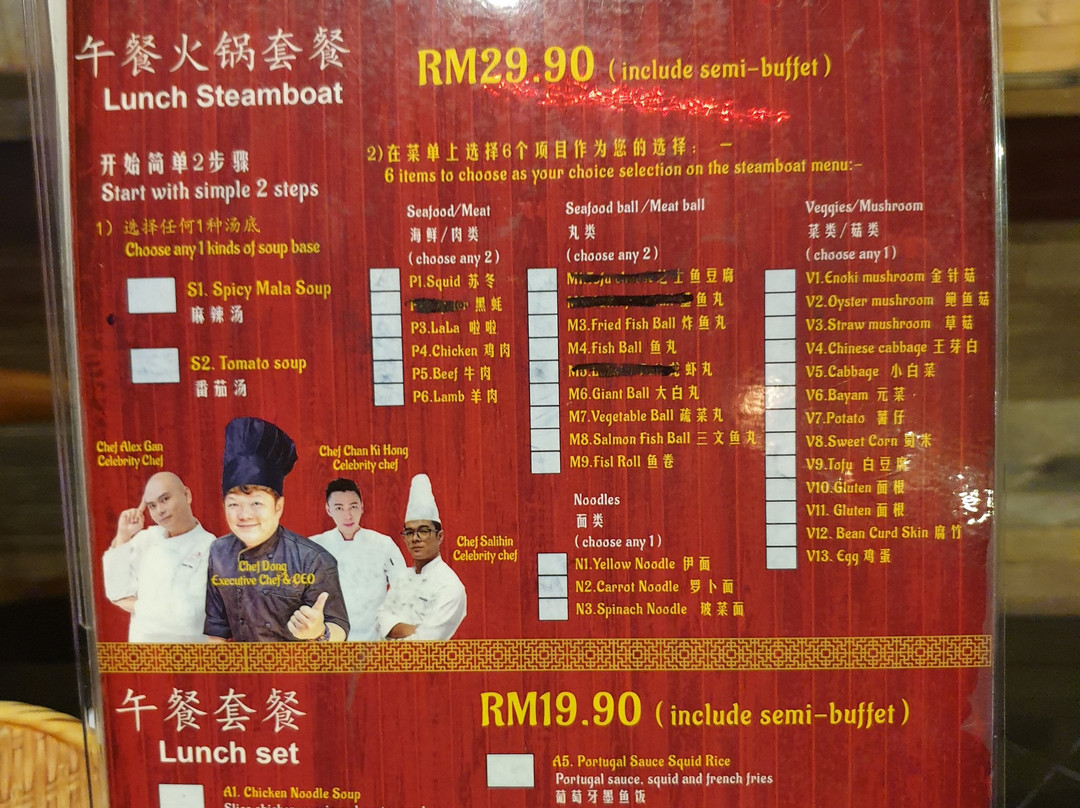 午餐火锅套餐
Lunch Steamboat
RM29.90 (include semi-buffet)
开始简单2步骤
Start with simple 2 steps
1) 选择任何1种汤底
Choose any 1 kinds of soup base
S1. Spicy Mala Soup
麻辣汤
S2. Tomato soup
番茄汤
2)在菜单上选择6个项目作为您的选择: —
6 items to choose as your choice selection on the steamboat menu:-
Seafood/Meat
海鲜/肉类
(choose any 2)
P1.Squid 苏冬
黑蚝
P3.LaLa 啦啦
P4.Chicken 鸡肉
P5.Beef 牛肉
P6.Lamb 羊肉
Seafood ball/Meat ball
丸类
(choose any 2)
芝士鱼豆腐
鱼丸
M3.Fried Fish Ball 炸鱼丸
M4.Fish Ball 鱼丸
虾丸
M6.Giant Ball 大白丸
M7.Vegetable Ball 蔬菜丸
M8.Salmon Fish Ball 三文鱼丸
M9.Fisl Roll 鱼卷
Noodles
面类
(choose any 1)
N1.Yellow Noodle 伊面
N2.Carrot Noodle 萝卜面
N3.Spinach Noodle 玻菜面
Veggies/Mushroom
菜类/菇类
(choose any 1)
V1.Enoki mushroom 金针菇
V2.Oyster mushroom 鲍鱼菇
V3.Straw mushroom 草菇
V4.Chinese cabbage 王芽白
V5.Cabbage 小白菜
V6.Bayam 元菜
V7.Potato 薯仔
V8.Sweet Corn 蜀米
V9.Tofu 白豆腐
V10.Gluten 面根
V11. Gluten 面根
V12. Bean Curd Skin 腐竹
V13. Egg 鸡蛋
Chef Alex Gan
Celebrity Chef
Chef Dong
Executive Chef & CEO
Chef Chan Ki Hong
Celebrity chef
Chef Salihin
Celebrity chef
午餐套餐
Lunch set
RM19.90 (include semi-buffet)
A1. Chicken Noodle Soup
A5. Portugal Sauce Squid Rice
Portugal sauce, squid and french fries
葡萄牙墨鱼饭